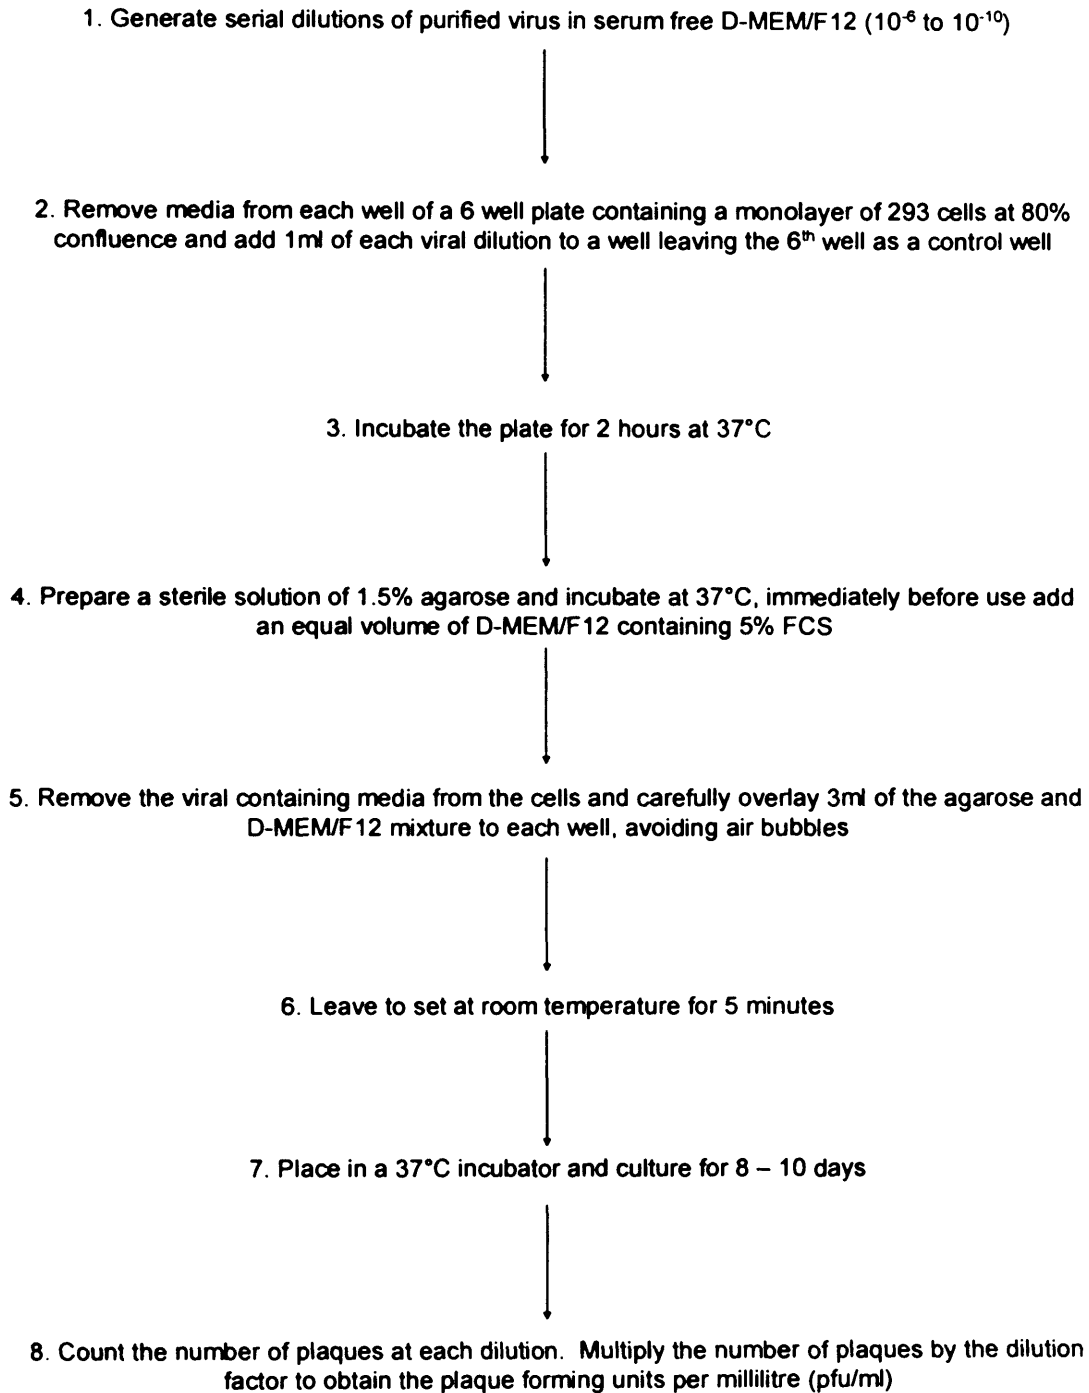 1. Generate serial dilutions of purified virus in serum free D-MEM/F12 (10⁻⁶ to 10⁻¹⁰)
2. Remove media from each well of a 6 well plate containing a monolayer of 293 cells at 80%
confluence and add 1ml of each viral dilution to a well leaving the 6ᵗʰ well as a control well
3. Incubate the plate for 2 hours at 37°C
4. Prepare a sterile solution of 1.5% agarose and incubate at 37°C, immediately before use add
an equal volume of D-MEM/F12 containing 5% FCS
5. Remove the viral containing media from the cells and carefully overlay 3ml of the agarose and
D-MEM/F12 mixture to each well, avoiding air bubbles
6. Leave to set at room temperature for 5 minutes
7. Place in a 37°C incubator and culture for 8 – 10 days
8. Count the number of plaques at each dilution. Multiply the number of plaques by the dilution
factor to obtain the plaque forming units per millilitre (pfu/ml)